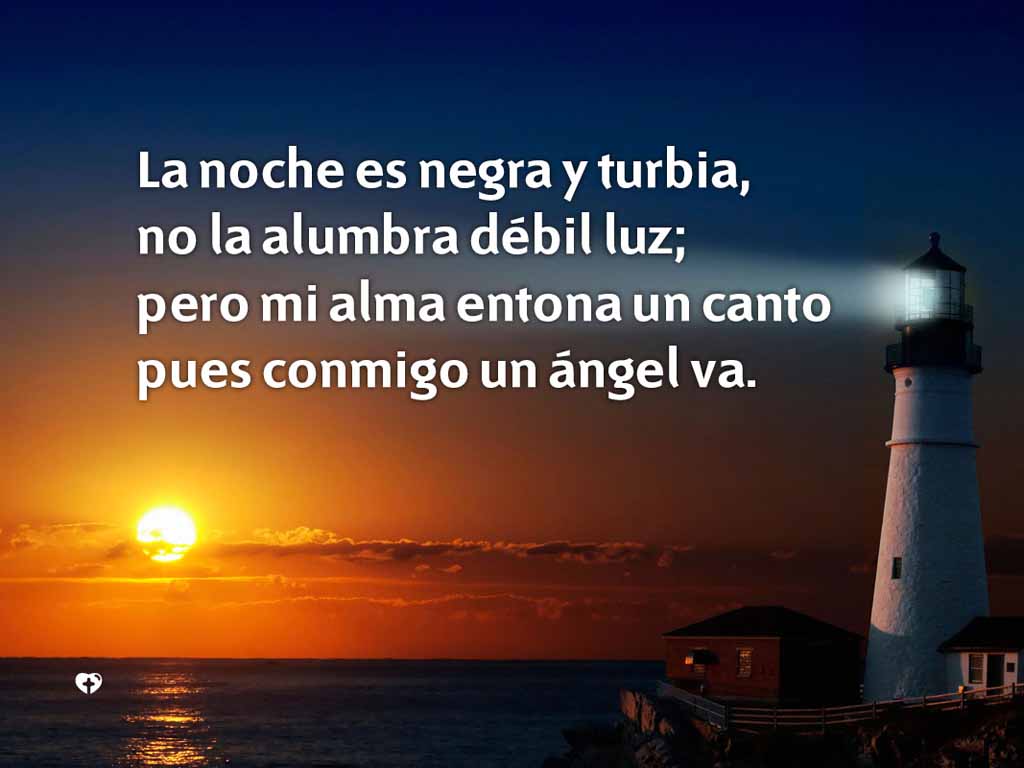 La noche es negra y turbia,
no la alumbra débil luz;
pero mi alma entona un canto
pues conmigo un ángel va.